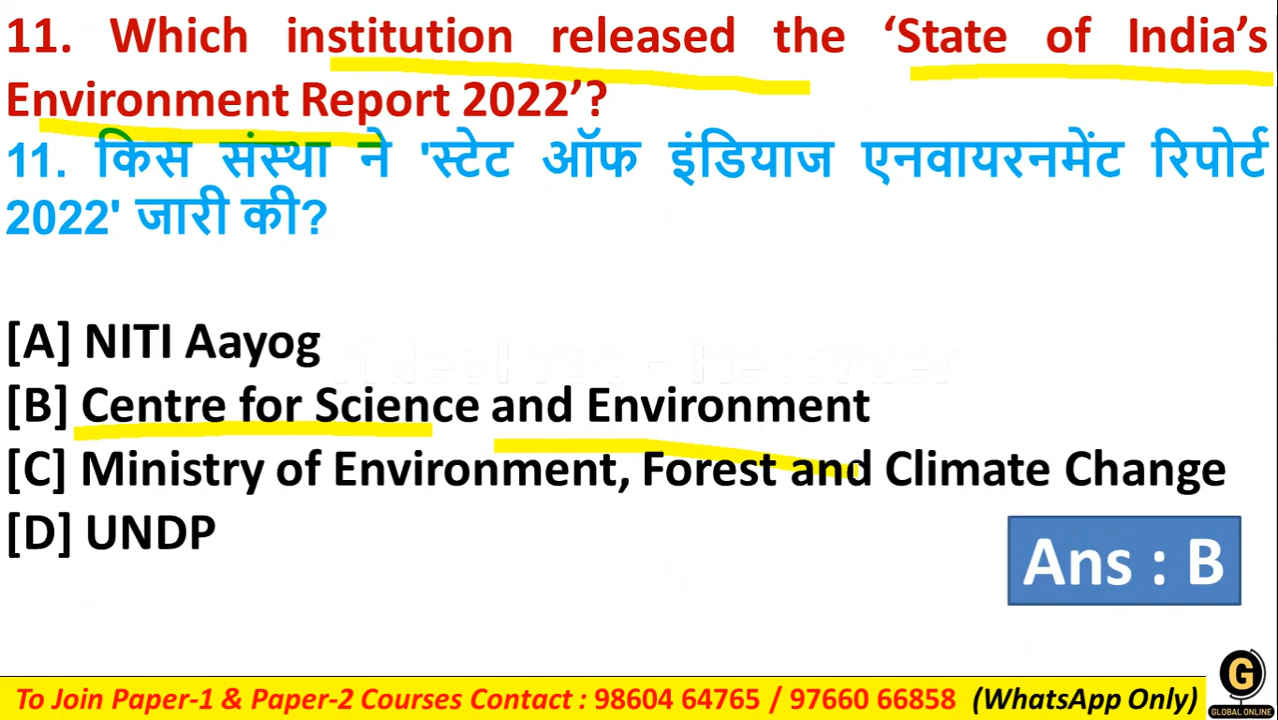 11. Which institution released the ‘State of India’s
Environment Report 2022’?
11. किस संस्था ने 'स्टेट ऑफ इंडियाज एनवायरनमेंट रिपोर्ट
2022' जारी की?
[A] NITI Aayog
VideoProc - Recorder
[B] Centre for Science and Environment
[C] Ministry of Environment, Forest and Climate Change
[D] UNDP
Ans : B
G
GLOBAL ONLINE
To Join Paper-1 & Paper-2 Courses Contact : 98604 64765 / 97660 66858 (WhatsApp Only)